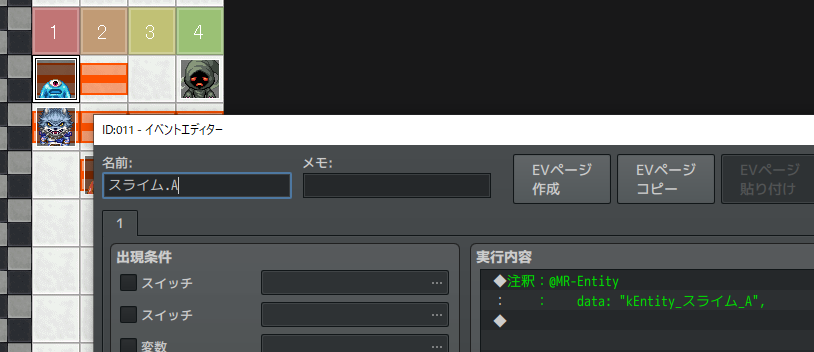 1 2 3 4
ID:011 - イベントエディター
名前: メモ:
スライム.A
EVページ 作成
EVページ コピー
EVページ 貼り付け
1
出現条件
スイッチ ...
スイッチ ...
変数 ...
実行内容
◆注釈：@MR-Entity
：　：　data: "kEntity_スライム_A",
◆